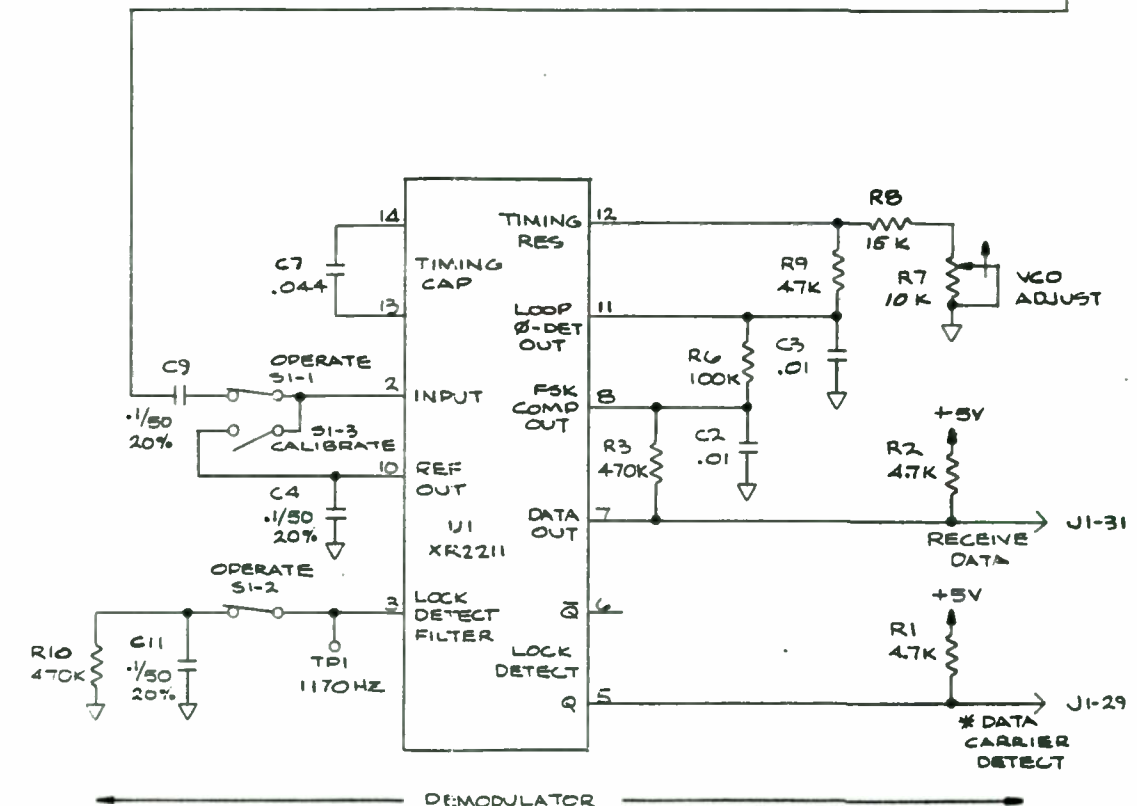 14
TIMING
RES
12
R8
15 K
C7
.044
TIMING
CAP
R9
47K
R7
10 K
VCO
ADJUST
13
LOOP
Ø-DET
OUT
11
C9
.1/50
20%
OPERATE
S1-1
2
INPUT
R6
100K
C3
.01
FSK
COMP
OUT
8
S1-3
CALIBRATE
R3
470K
C2
.01
+5V
R2
4.7K
10
REF
OUT
C4
.1/50
20%
U1
XR2211
DATA
OUT
7
J1-31
RECEIVE
DATA
OPERATE
S1-2
3
LOCK
DETECT
FILTER
Q
6
+5V
R1
4.7K
R10
470K
C11
.1/50
20%
TP1
1170HZ
LOCK
DETECT
Q
5
J1-29
* DATA
CARRIER
DETECT
DEMODULATOR